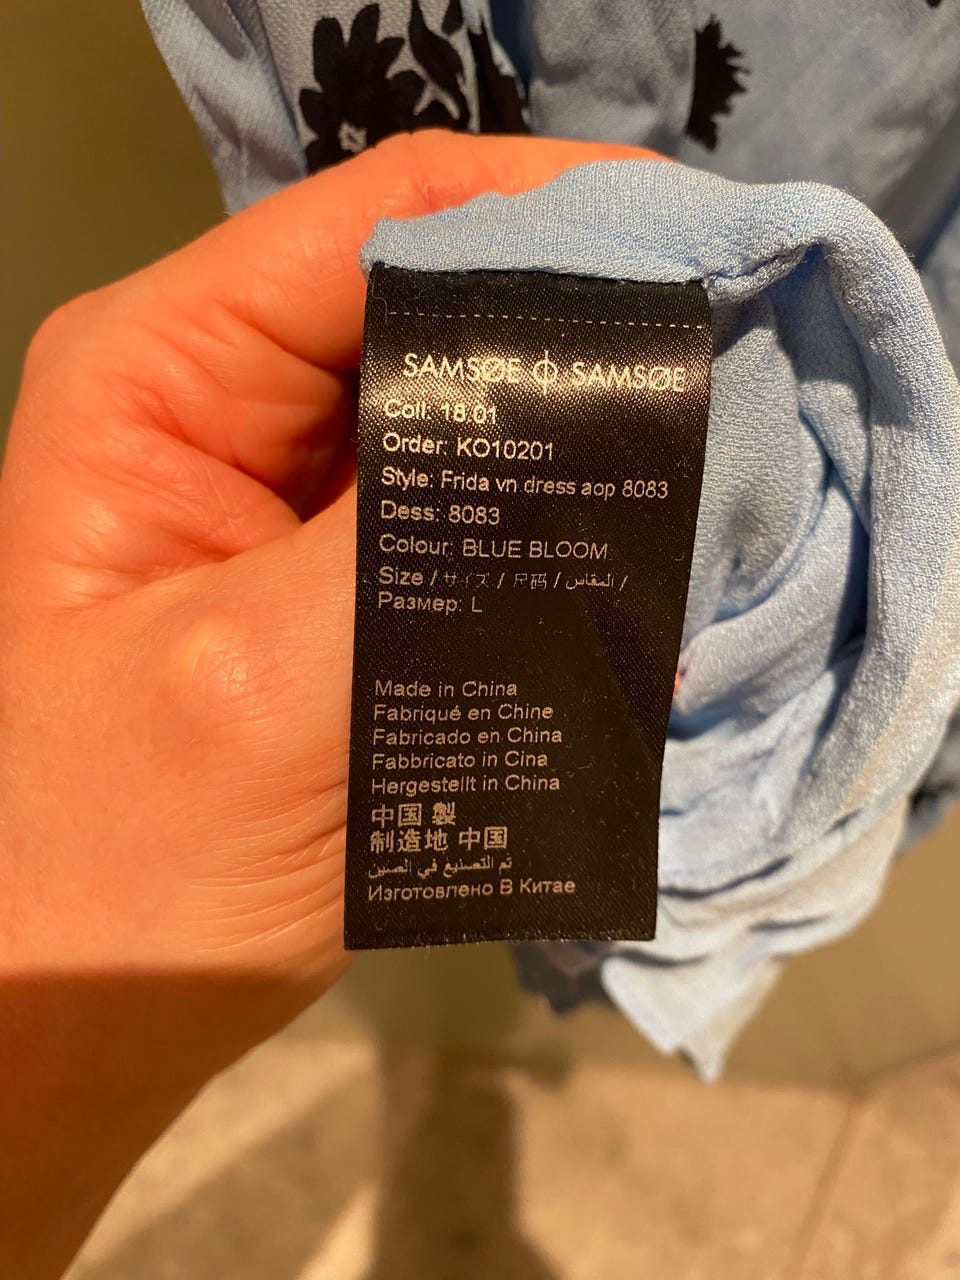 SAMSØE ⏀ SAMSØE
Coll: 18.01
Order: KO10201
Style: Frida vn dress aop 8083
Dess: 8083
Colour: BLUE BLOOM
Size / サイズ / 尺码 / المقاس /
Размер: L
Made in China
Fabriqué en Chine
Fabricado en China
Fabbricato in Cina
Hergestellt in China
中国 製
制造地 中国
تم التصنيع في الصين
Изготовлено В Китае